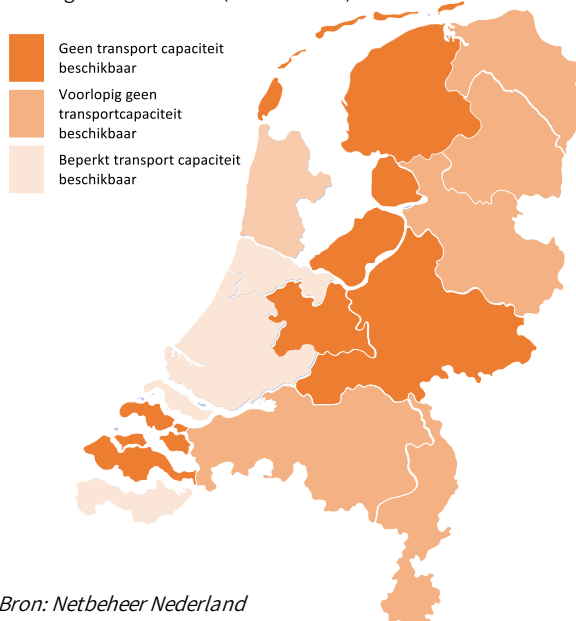 Geen transport capaciteit
beschikbaar
Voorlopig geen
transportcapaciteit
beschikbaar
Beperkt transport capaciteit
beschikbaar
Bron: Netbeheer Nederland